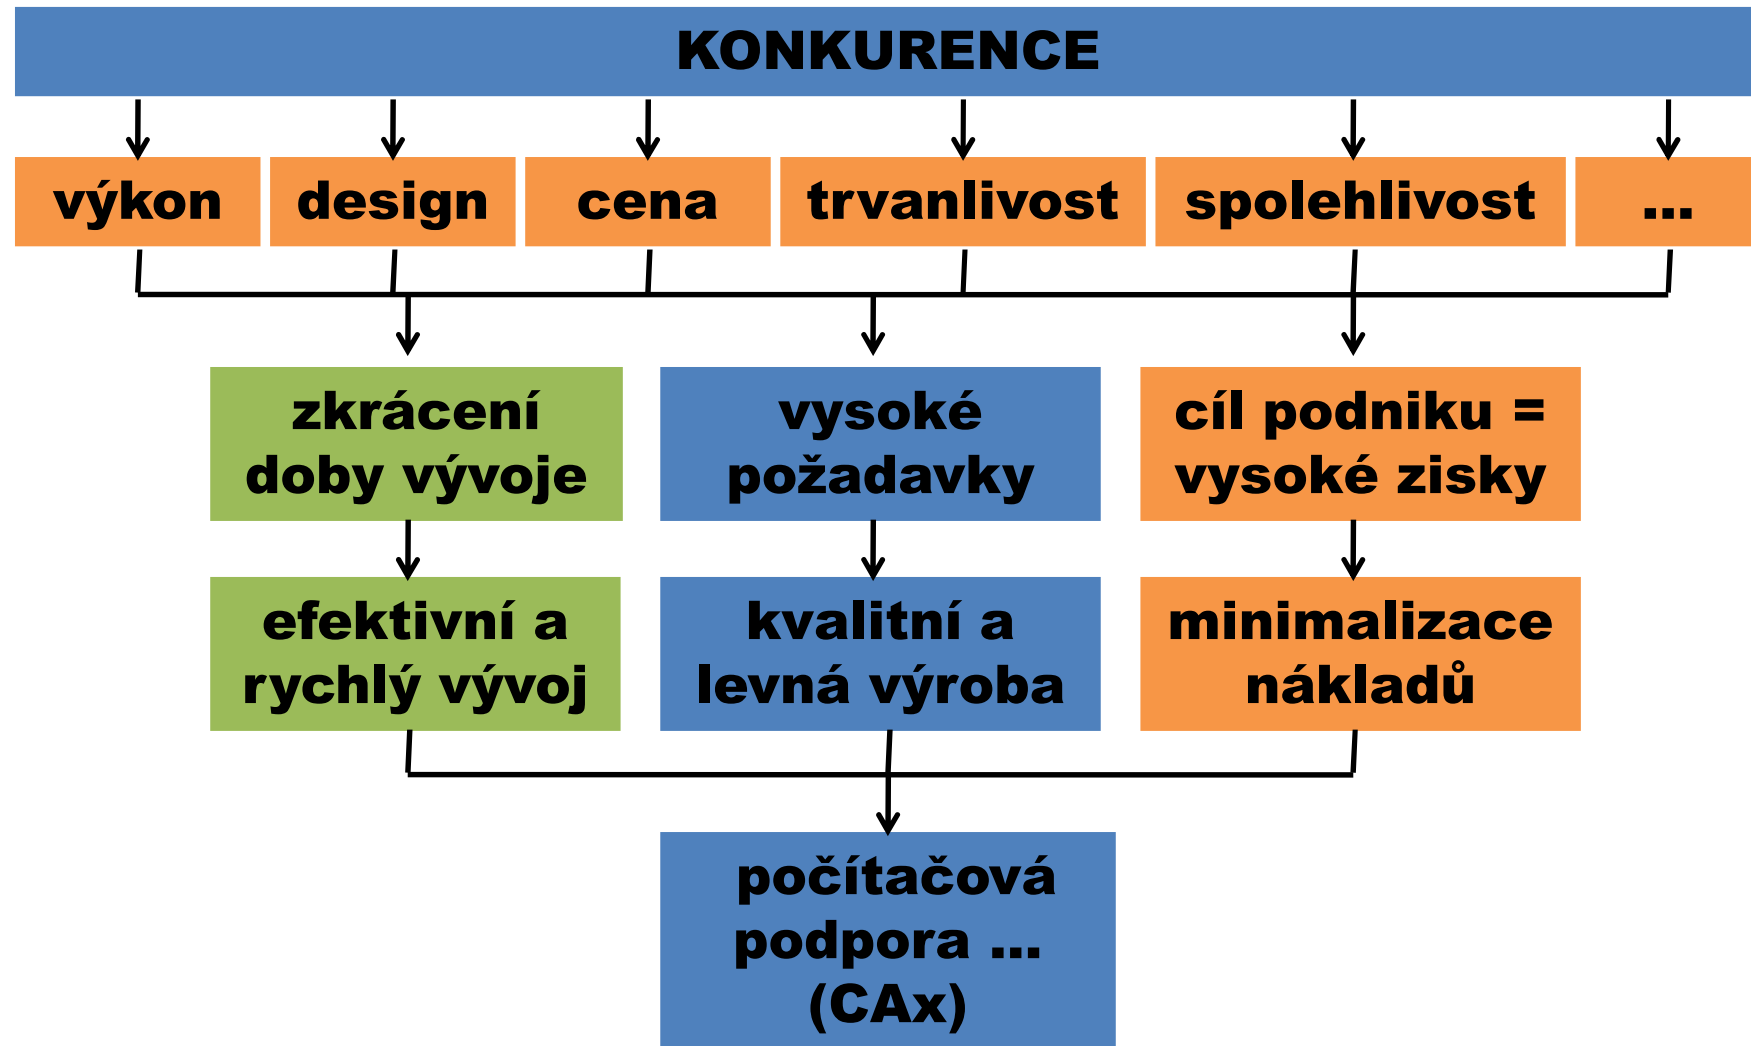 KONKURENCE
výkon
design
cena
trvanlivost
spolehlivost
...
zkrácení
doby vývoje
vysoké
požadavky
cíl podniku =
vysoké zisky
efektivní a
rychlý vývoj
kvalitní a
levná výroba
minimalizace
nákladů
počítačová
podpora ...
(CAx)